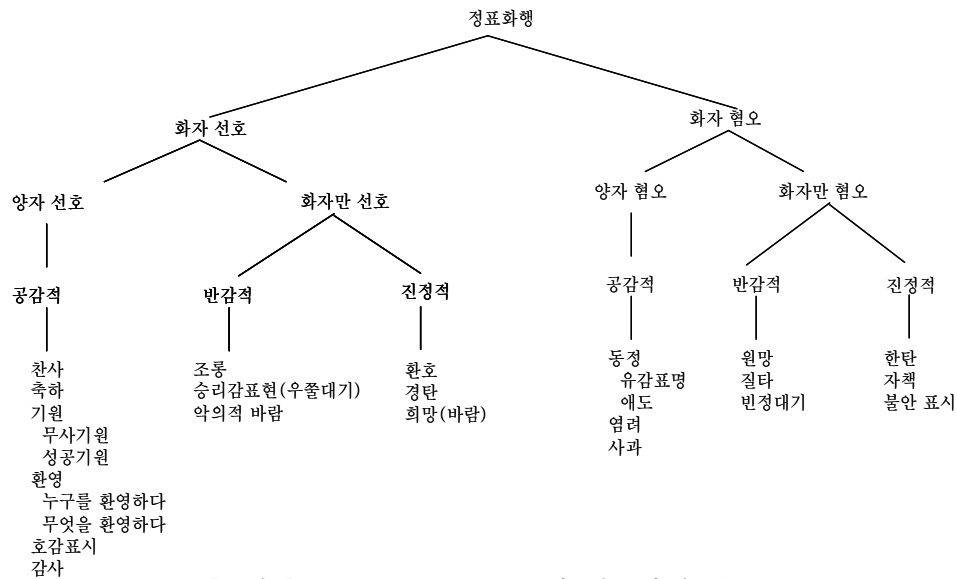 정표화행
화자 선호
화자 혐오
양자 선호
화자만 선호
양자 혐오
화자만 혐오
공감적
반감적
진정적
공감적
반감적
진정적
찬사
축하
기원
무사기원
성공기원
환영
누구를 환영하다
무엇을 환영하다
호감표시
감사
조롱
승리감표현(우쭐대기)
악의적 바람
환호
경탄
희망(바람)
동정
유감표명
애도
염려
사과
원망
질타
빈정대기
한탄
자책
불안 표시